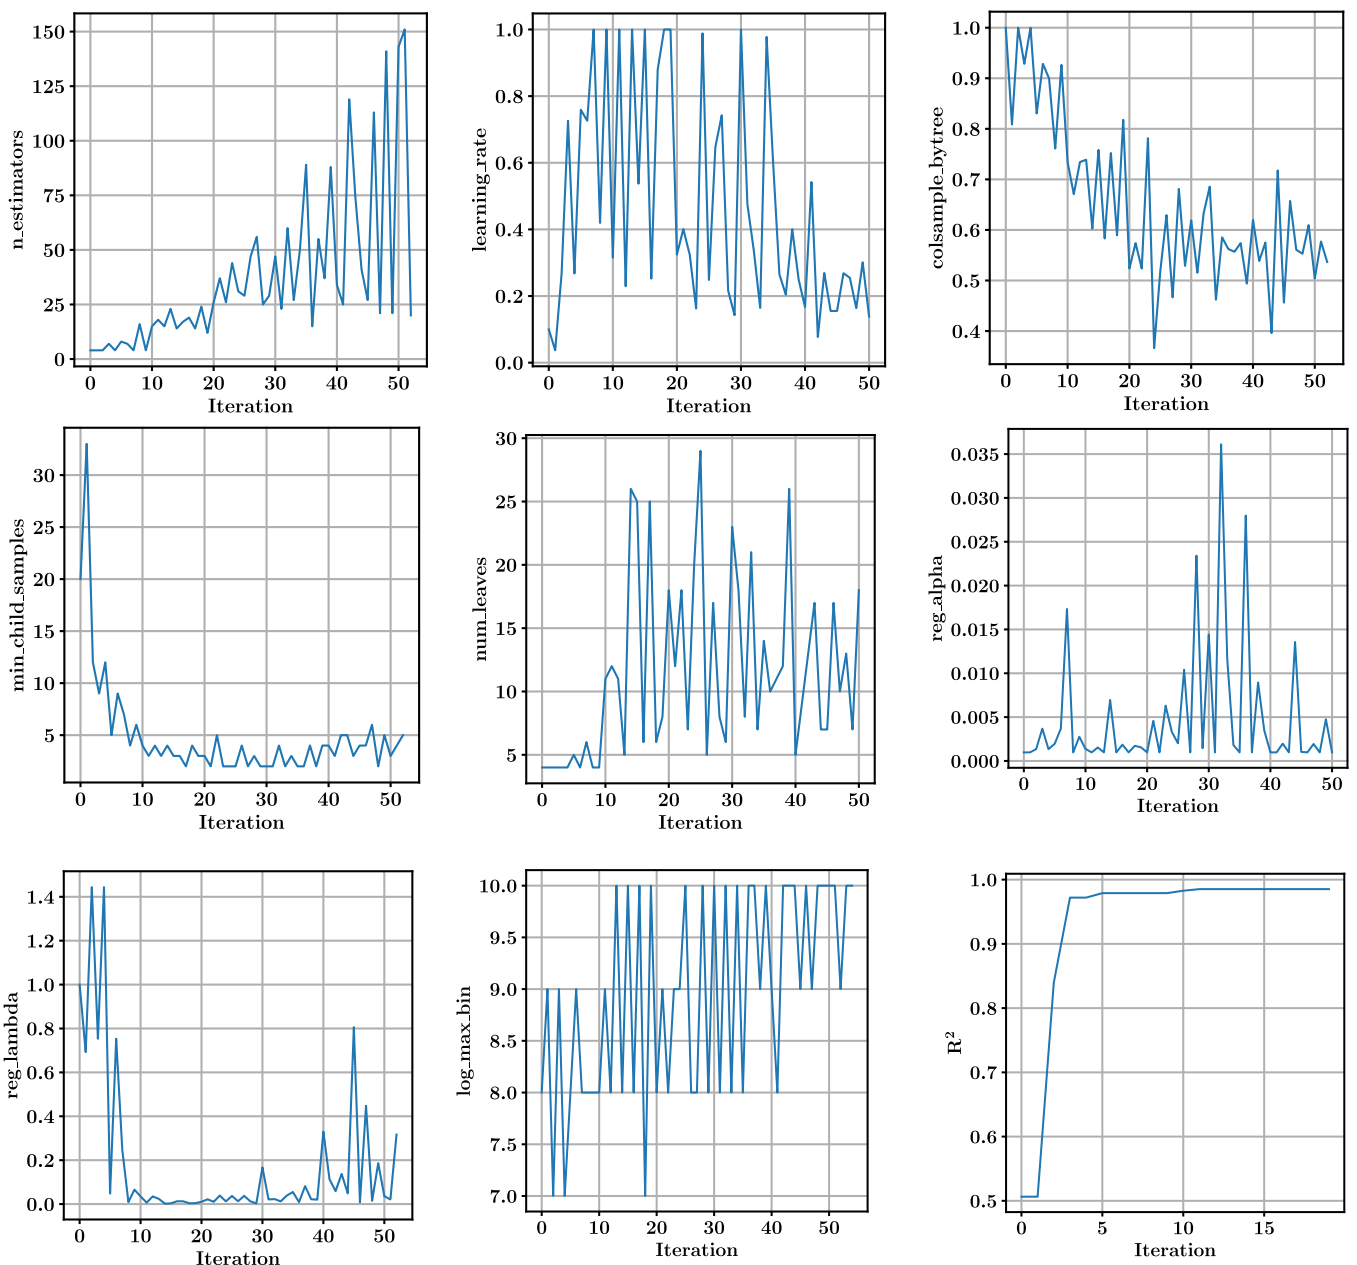 n_estimators
150
125
100
75
50
25
0
0 10 20 30 40 50
Iteration
learning_rate
1.0
0.8
0.6
0.4
0.2
0.0
0 10 20 30 40 50
Iteration
colsample_bytree
1.0
0.9
0.8
0.7
0.6
0.5
0.4
0 10 20 30 40 50
Iteration
min_child_samples
30
25
20
15
10
5
0 10 20 30 40 50
Iteration
num_leaves
30
25
20
15
10
5
0 10 20 30 40 50
Iteration
reg_alpha
0.035
0.030
0.025
0.020
0.015
0.010
0.005
0.000
0 10 20 30 40 50
Iteration
reg_lambda
1.4
1.2
1.0
0.8
0.6
0.4
0.2
0.0
0 10 20 30 40 50
Iteration
log_max_bin
10.0
9.5
9.0
8.5
8.0
7.5
7.0
0 10 20 30 40 50
Iteration
R²
1.0
0.9
0.8
0.7
0.6
0.5
0 5 10 15
Iteration